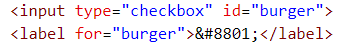 <input type="checkbox" id="burger">
<label for="burger">&#8801;</label>